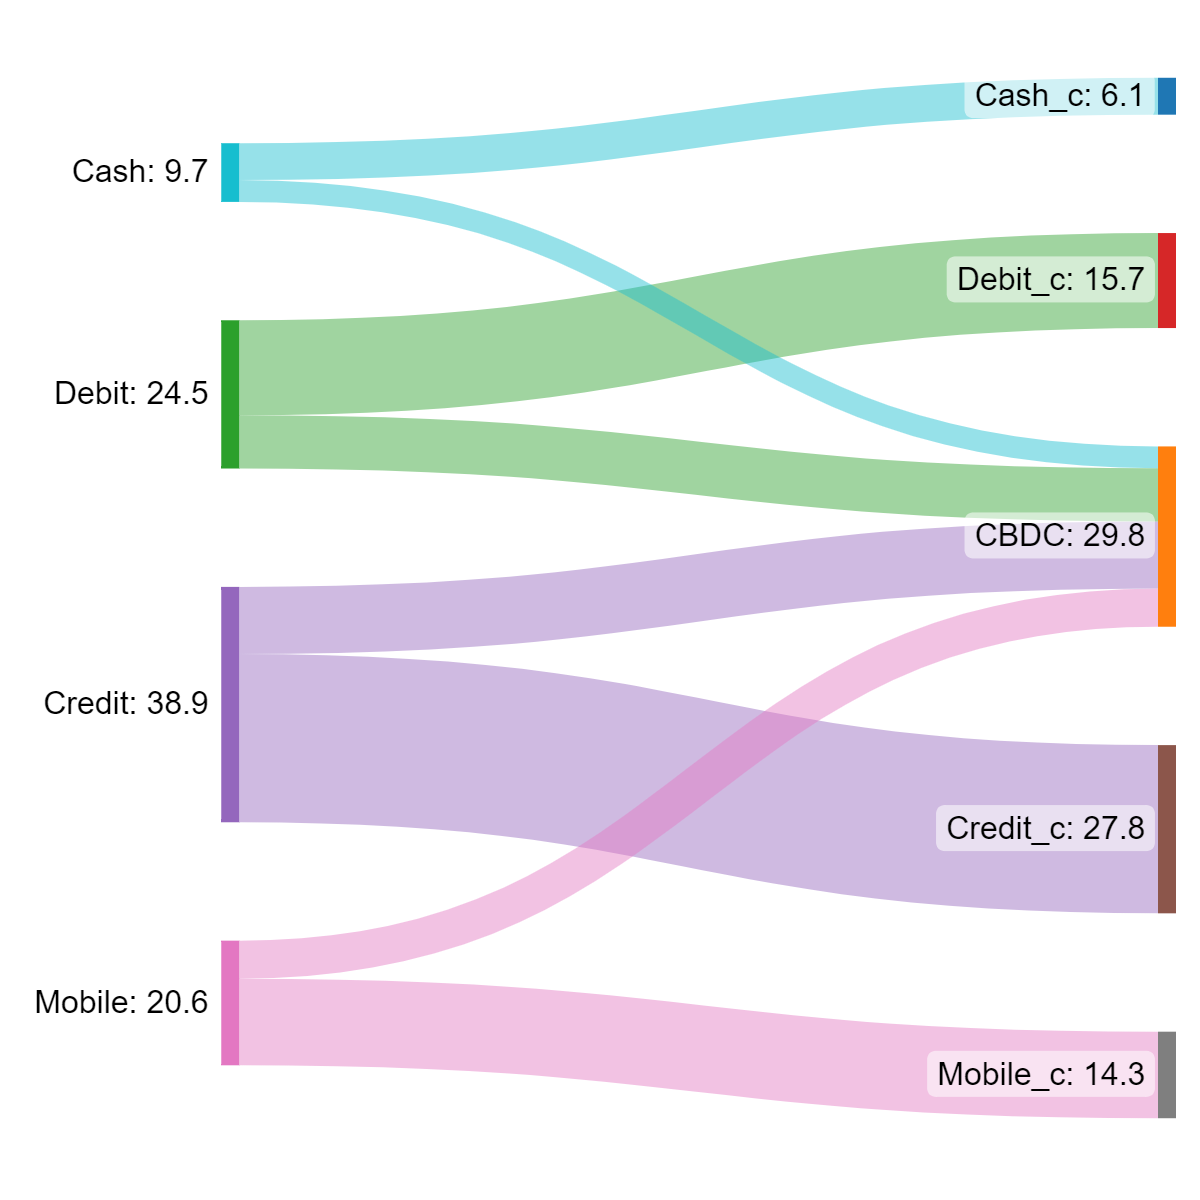 Cash: 9.7
Debit: 24.5
Credit: 38.9
Mobile: 20.6
Cash_c: 6.1
Debit_c: 15.7
CBDC: 29.8
Credit_c: 27.8
Mobile_c: 14.3